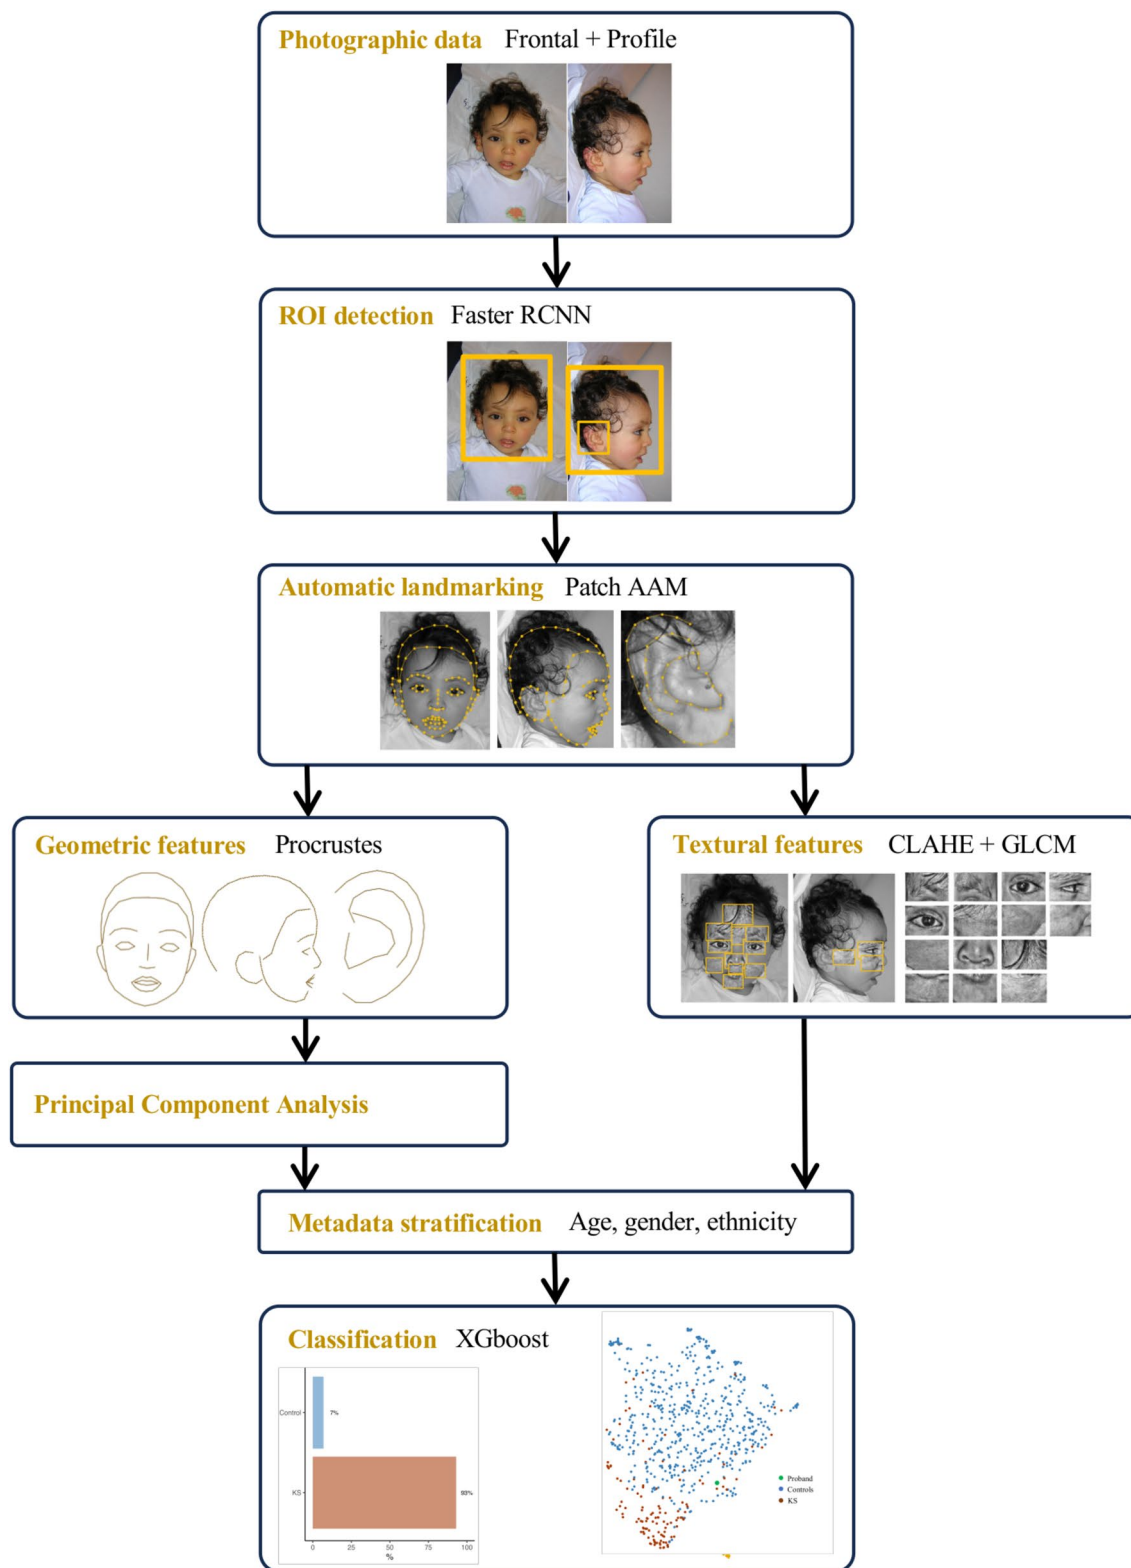 Photographic data Frontal + Profile
ROI detection Faster RCNN
Automatic landmarking Patch AAM
Geometric features Procrustes
Textural features CLAHE + GLCM
Principal Component Analysis
Metadata stratification Age, gender, ethnicity
Classification XGboost
Control
7%
KS
93%
0 25 50 75 100
%
Proband
Controls
KS